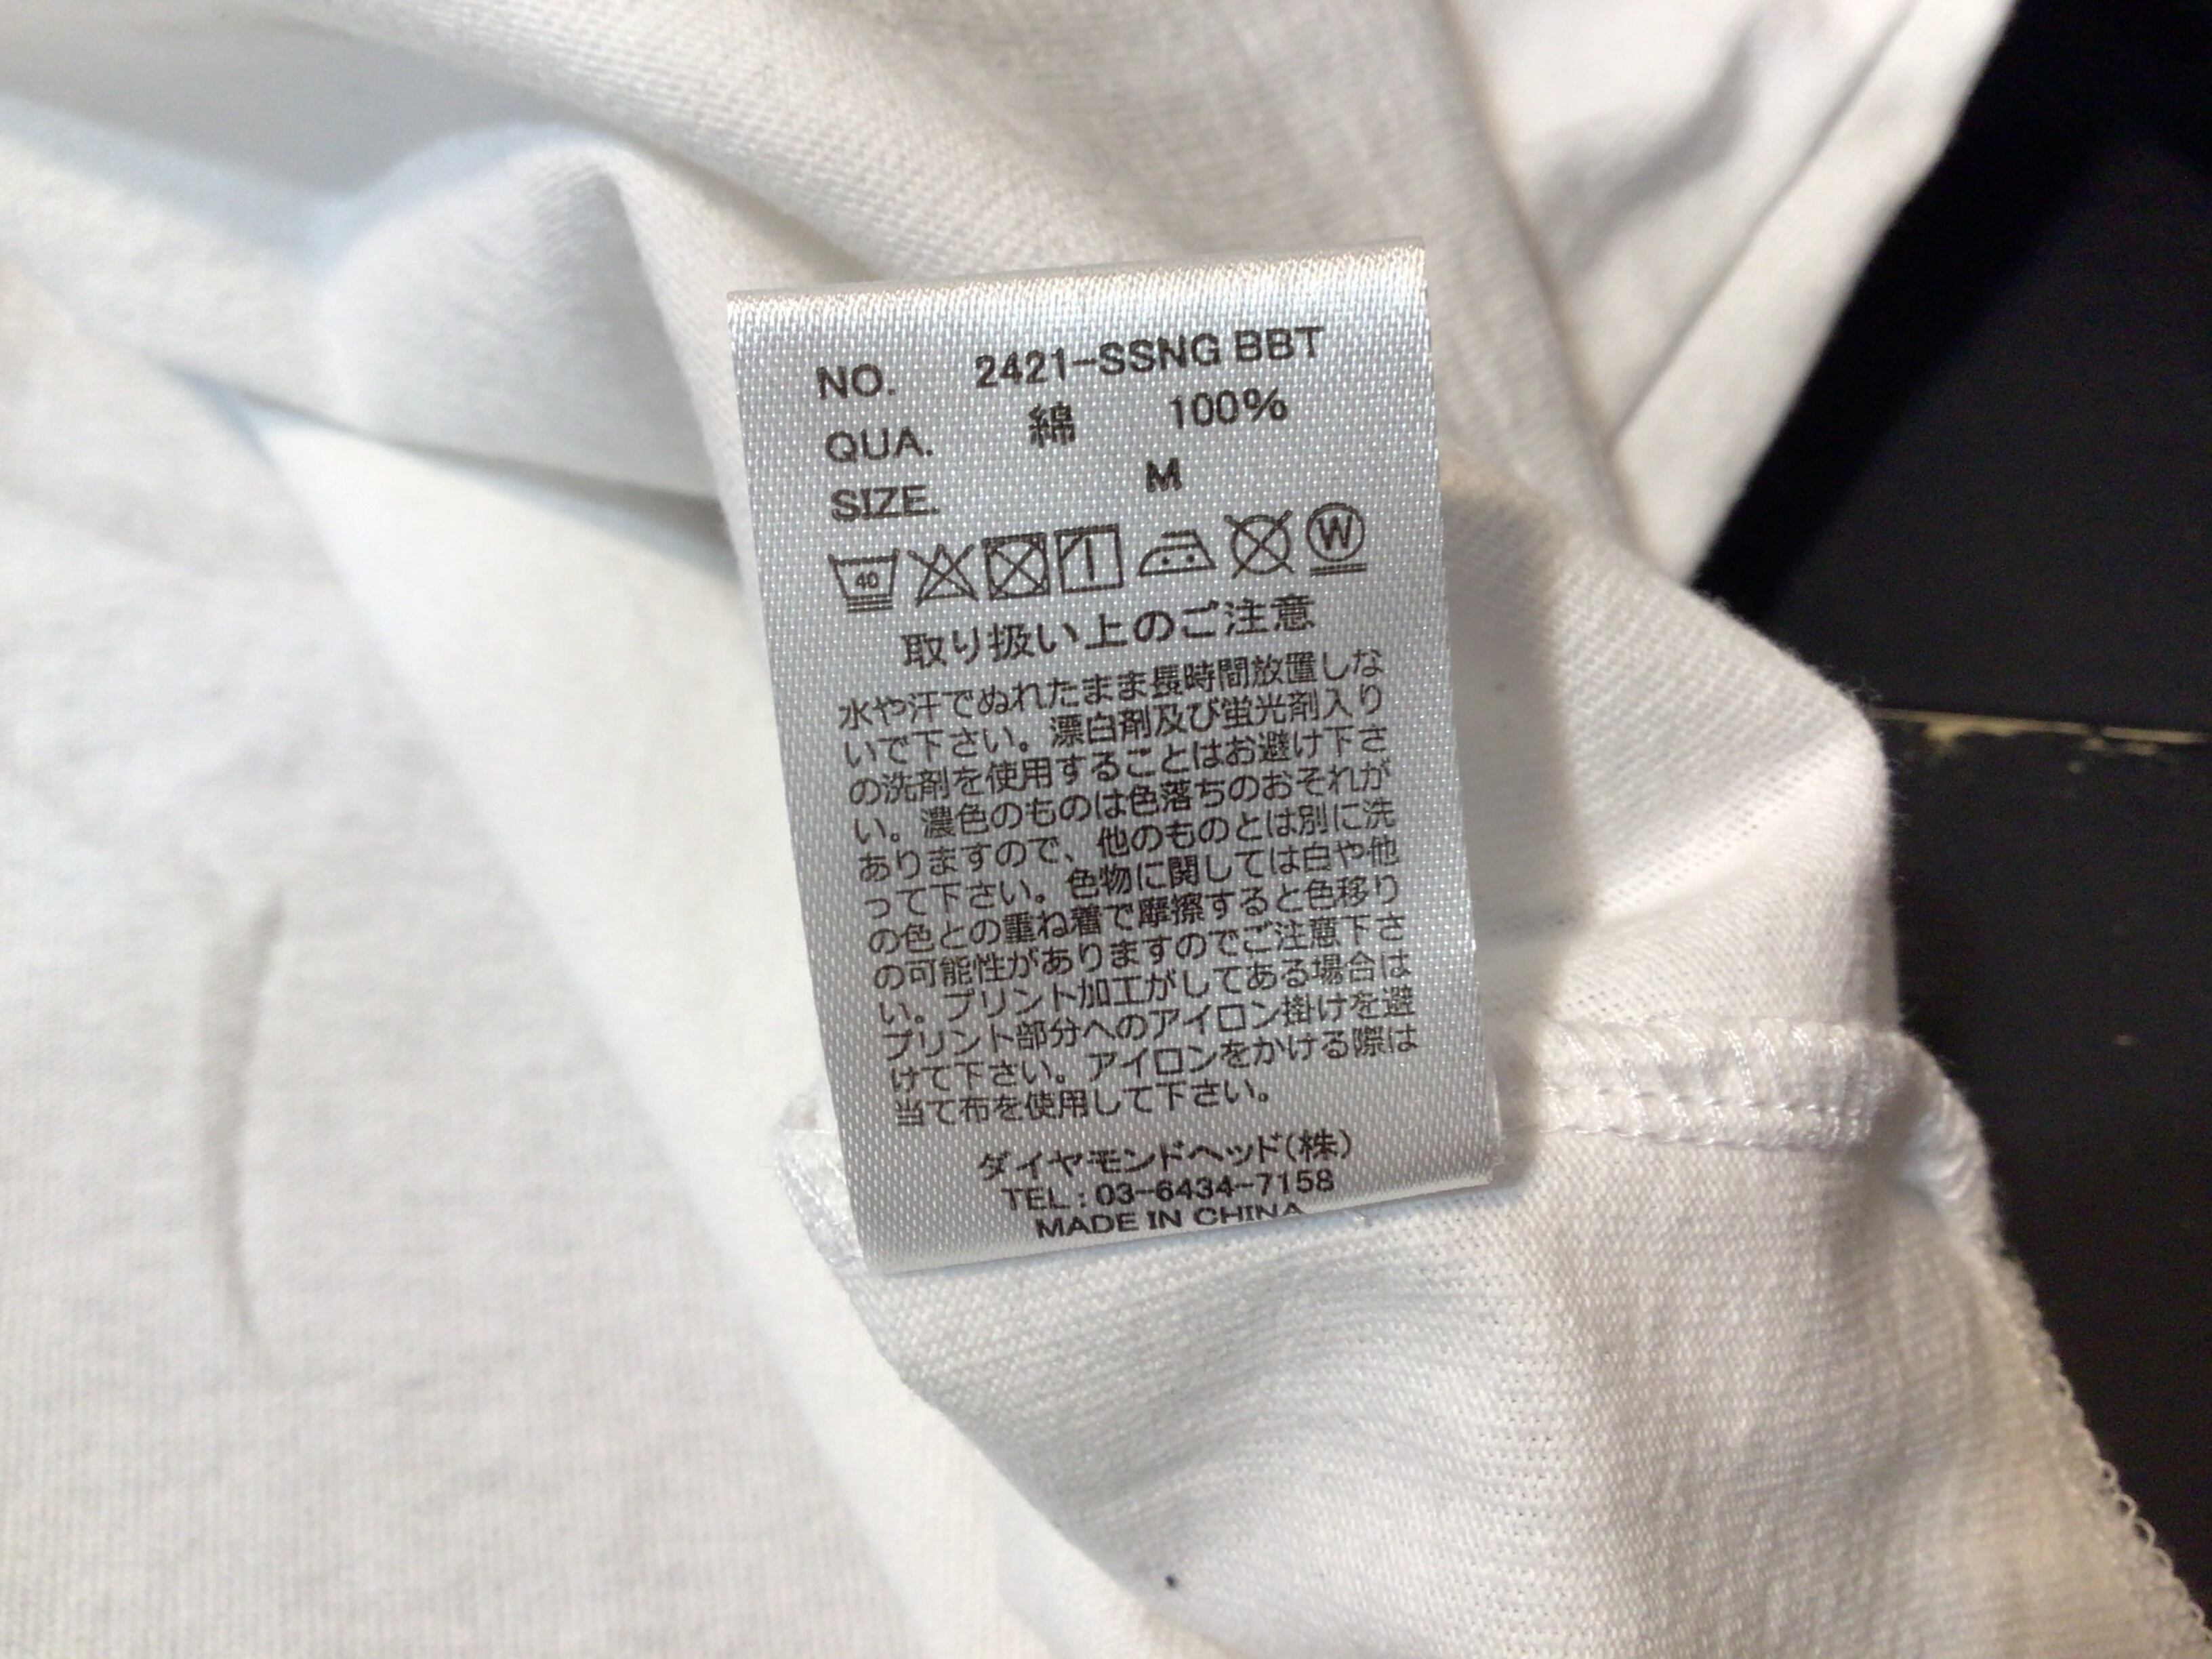 NO. 2421-SSNG BBT
QUA. 綿 100%
SIZE. M
40 W
取り扱い上のご注意
水や汗でぬれたまま長時間放置しな
いで下さい。漂白剤及び蛍光剤入り
の洗剤を使用することはお避け下さ
い。濃色のものは色落ちのおそれが
ありますので、他のものとは別に洗
って下さい。色物に関しては白や他
の色との重ね着で摩擦すると色移り
の可能性がありますのでご注意下さ
い。プリント加工がしてある場合は
プリント部分へのアイロン掛けを避
けて下さい。アイロンをかける際は
当て布を使用して下さい。
ダイヤモンドヘッド(株)
TEL:03-6434-7158
MADE IN CHINA